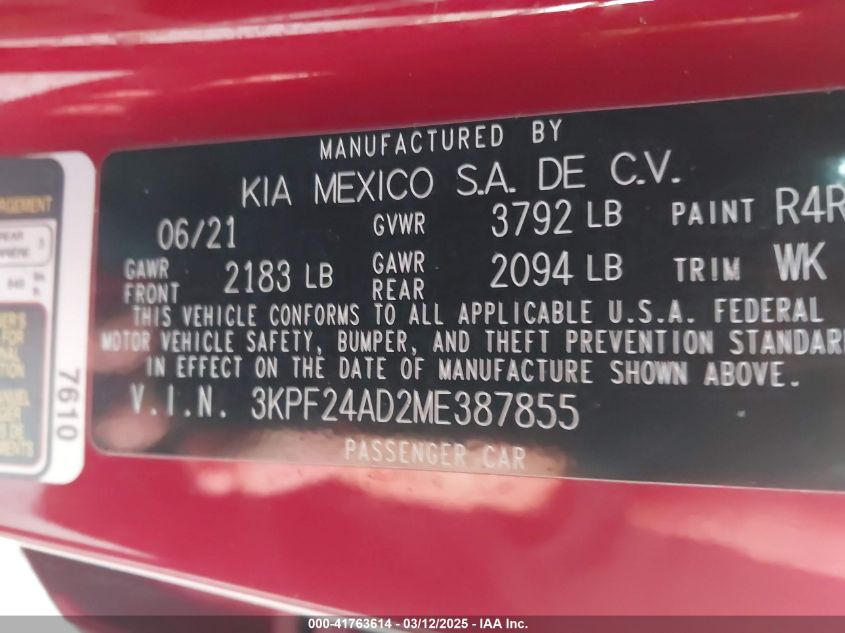 MANUFACTURED BY
KIA MEXICO S.A. DE C.V.
06/21 GVWR 3792 LB PAINT R4R
GAWR FRONT 2183 LB GAWR REAR 2094 LB TRIM WK
THIS VEHICLE CONFORMS TO ALL APPLICABLE U.S.A. FEDERAL
MOTOR VEHICLE SAFETY, BUMPER, AND THEFT PREVENTION STANDAR
IN EFFECT ON THE DATE OF MANUFACTURE SHOWN ABOVE.
V.I.N. 3KPF24AD2ME387855
PASSENGER CAR
7610
000-41763614 - 03/12/2025 - IAA Inc.